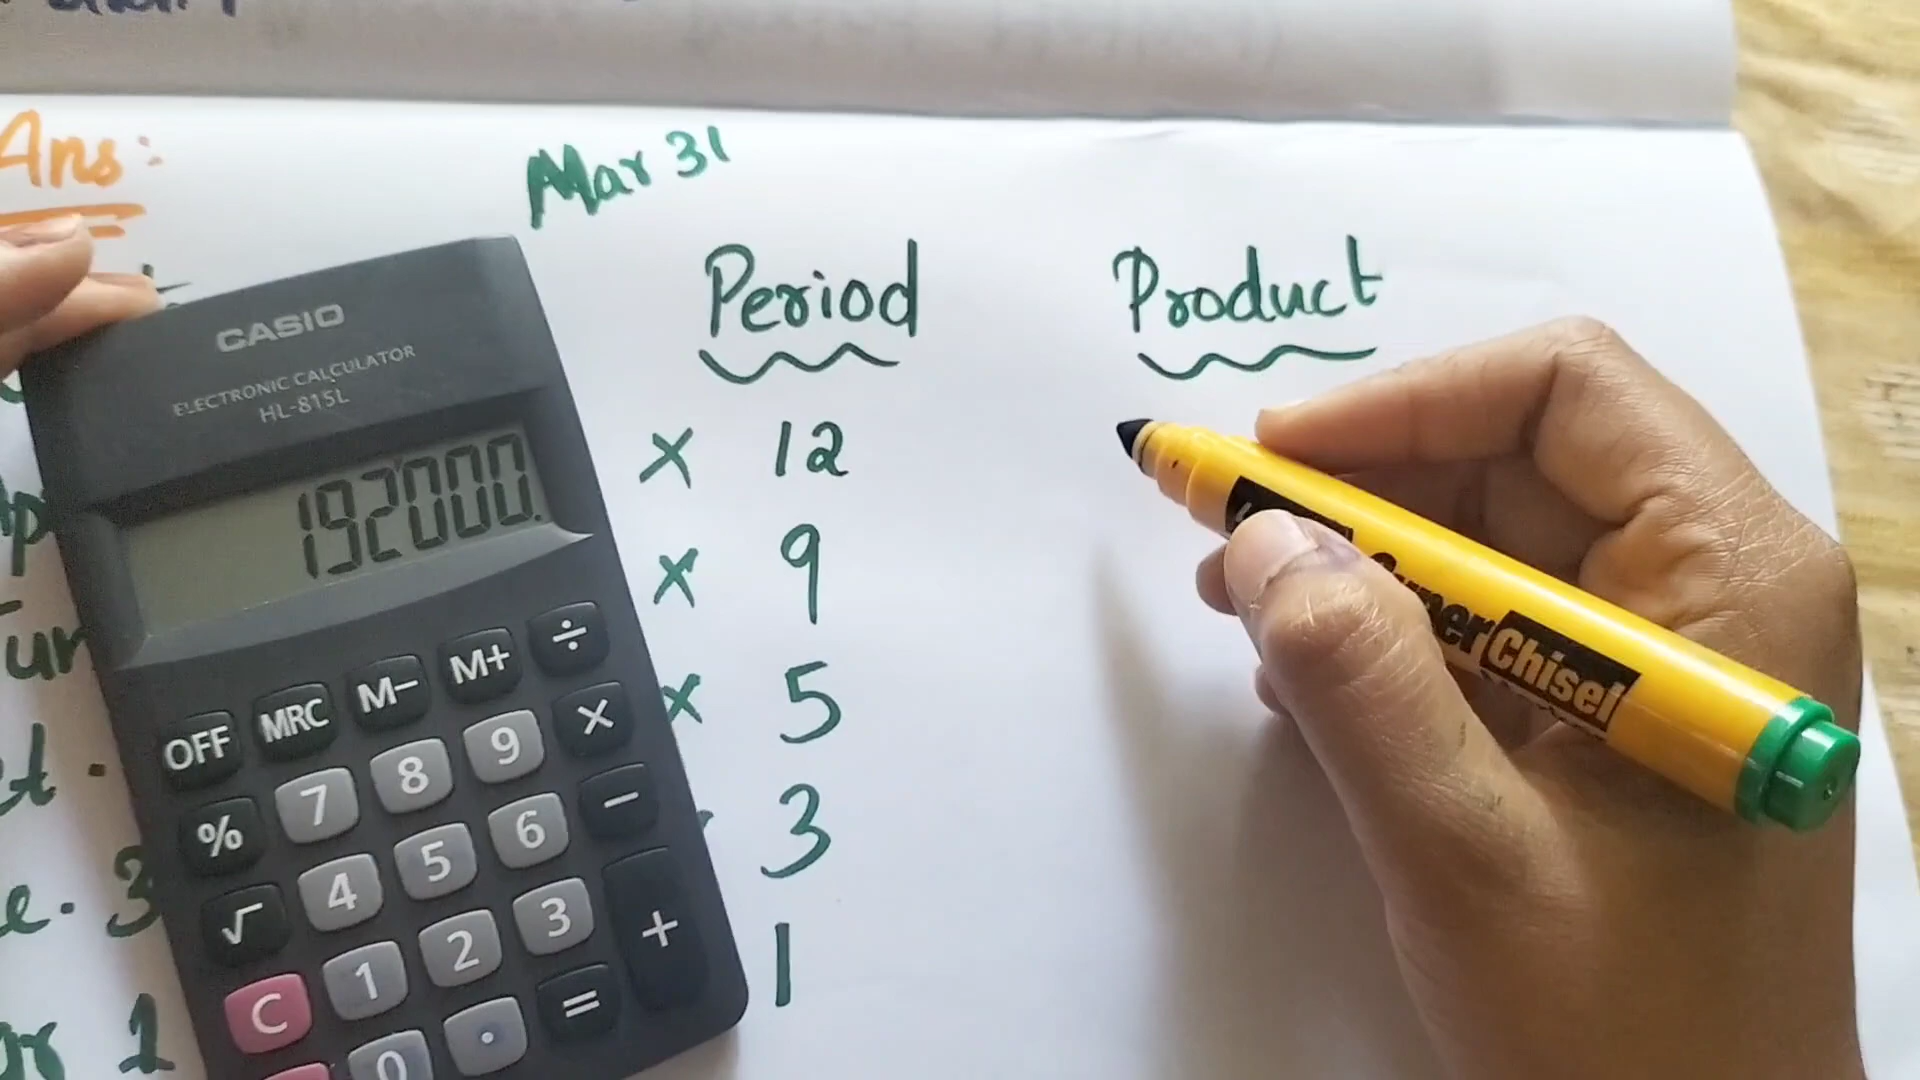 Ans:
Mar 31
Period Product
CASIO
ELECTRONIC CALCULATOR
HL-815L
192000.
x 12
x 9
x 5
3
1
OFF MRC M− M+ ÷
% 7 8 9 ×
√ 4 5 6 −
C 1 2 3 +
0 . =
Chisel